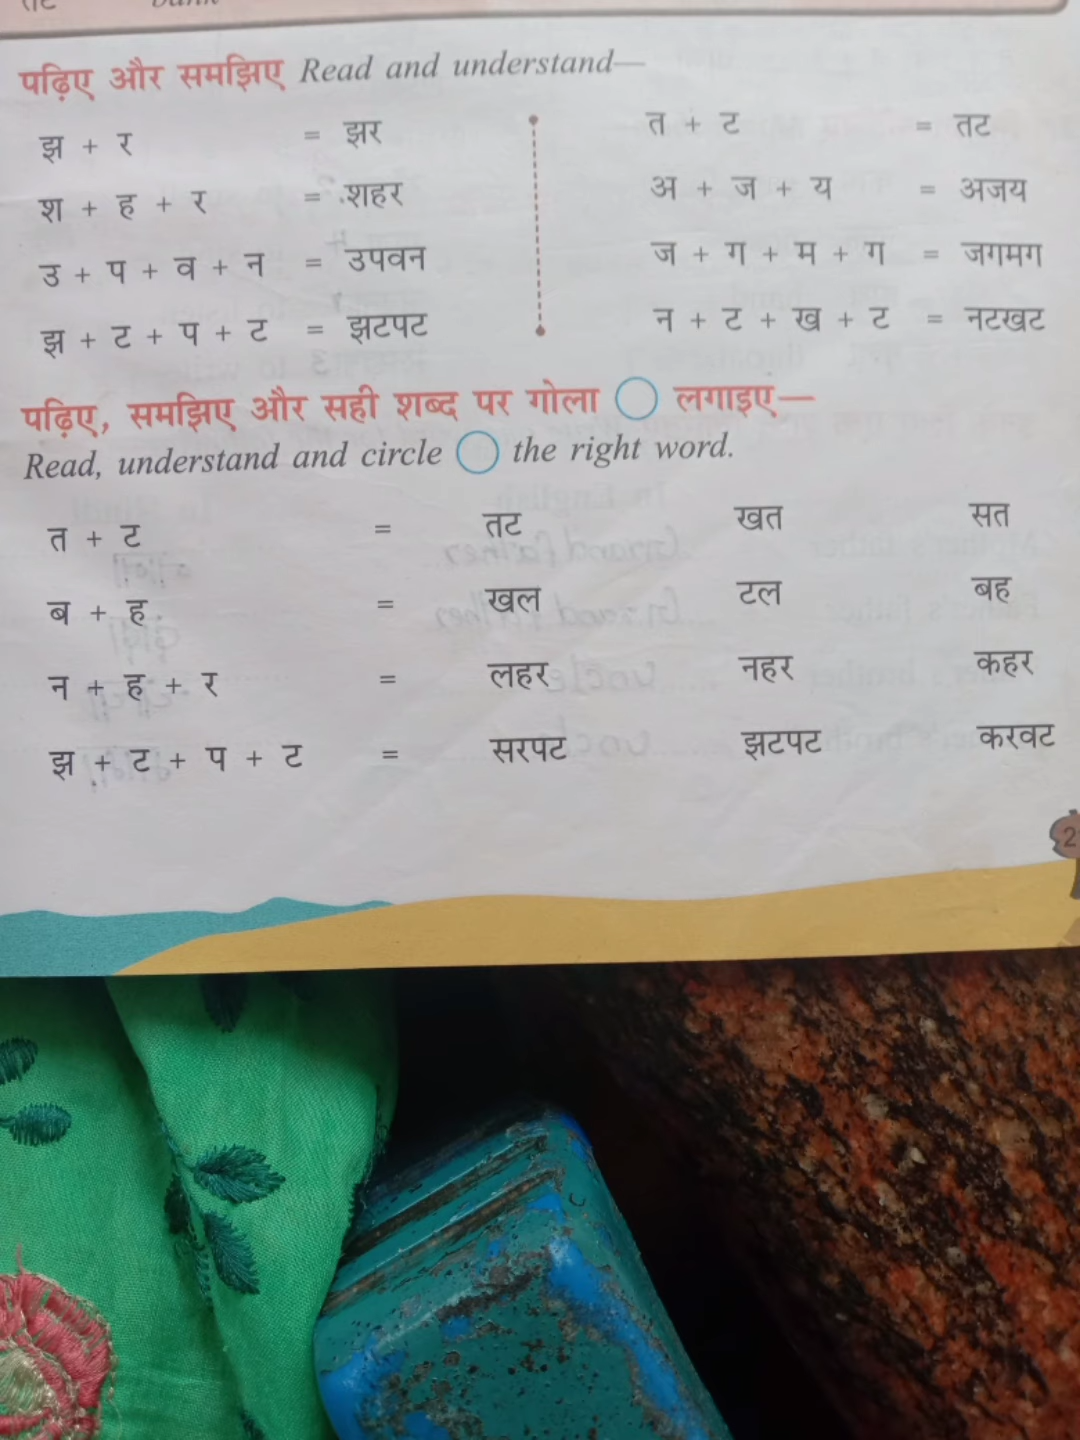 पढ़िए और समझिए Read and understand—
झ + र = झर
श + ह + र = शहर
उ + प + व + न = उपवन
झ + ट + प + ट = झटपट
त + ट = तट
अ + ज + य = अजय
ज + ग + म + ग = जगमग
न + ट + ख + ट = नटखट
पढ़िए, समझिए और सही शब्द पर गोला लगाइए—
Read, understand and circle the right word.
त + ट = तट खत सत
ब + ह = खल टल बह
न + ह + र = लहर नहर कहर
झ + ट + प + ट = सरपट झटपट करवट
2